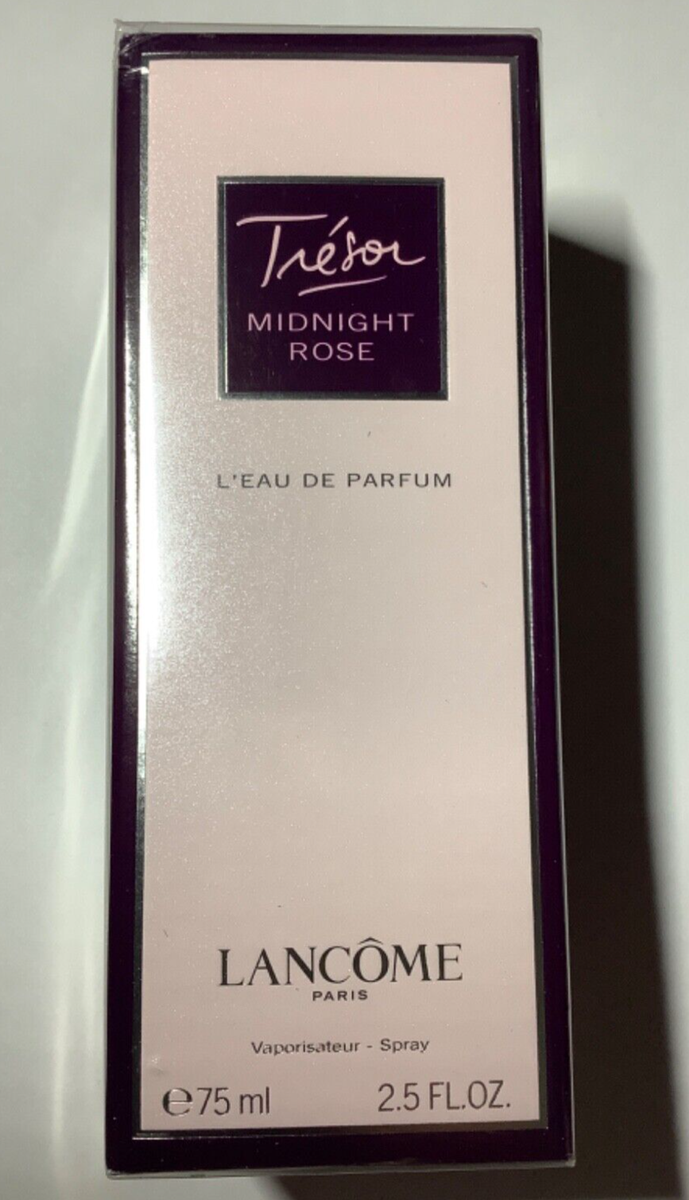 Trésor
MIDNIGHT
ROSE
L'EAU DE PARFUM
LANCÔME
PARIS
Vaporisateur - Spray
℮75 ml 2.5 FL.OZ.